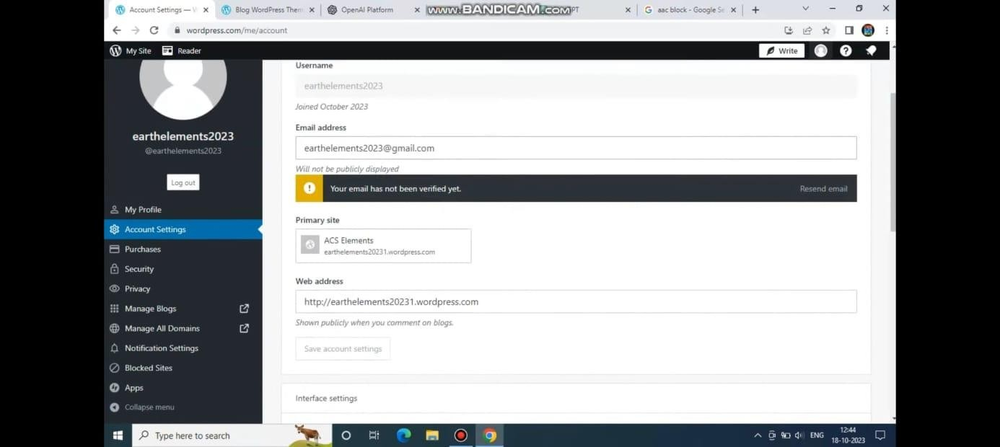 Account Settings — W
Blog WordPress Them
OpenAI Platform
www.BANDICAM.com
PT
aac block - Google Se
wordpress.com/me/account
My Site
Reader
Write
Username
earthelements2023
Joined October 2023
Email address
earthelements2023@gmail.com
Will not be publicly displayed
Your email has not been verified yet.
Resend email
Primary site
ACS Elements
earthelements20231.wordpress.com
Web address
http://earthelements20231.wordpress.com
Shown publicly when you comment on blogs.
Save account settings
Interface settings
earthelements2023
@earthelements2023
Log out
My Profile
Account Settings
Purchases
Security
Privacy
Manage Blogs
Manage All Domains
Notification Settings
Blocked Sites
Apps
Collapse menu
Type here to search
ENG
12:44
18-10-2023